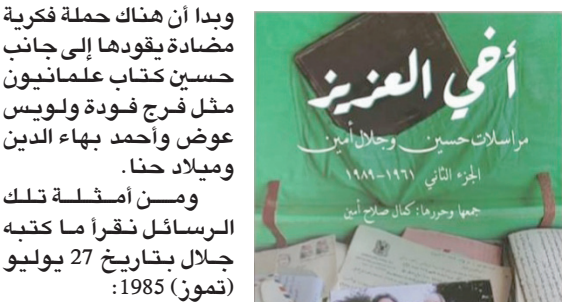 وبدا أن هناك حملة فكرية
مضادة يقودها إلى جانب
حسين كتاب علمانيون
مثل فرج فودة ولويس
عوض وأحمد بهاء الدين
وميلاد حنا.
ومن أمثلة تلك
الرسائل نقرأ ما كتبه
جلال بتاريخ 27 يوليو
(تموز) 1985:
أخي العزيز
مراسلات حسين وجلال أمين
الجزء الثاني ١٩٦١-١٩٨٩
جمعها وحررها: كمال صلاح أمين